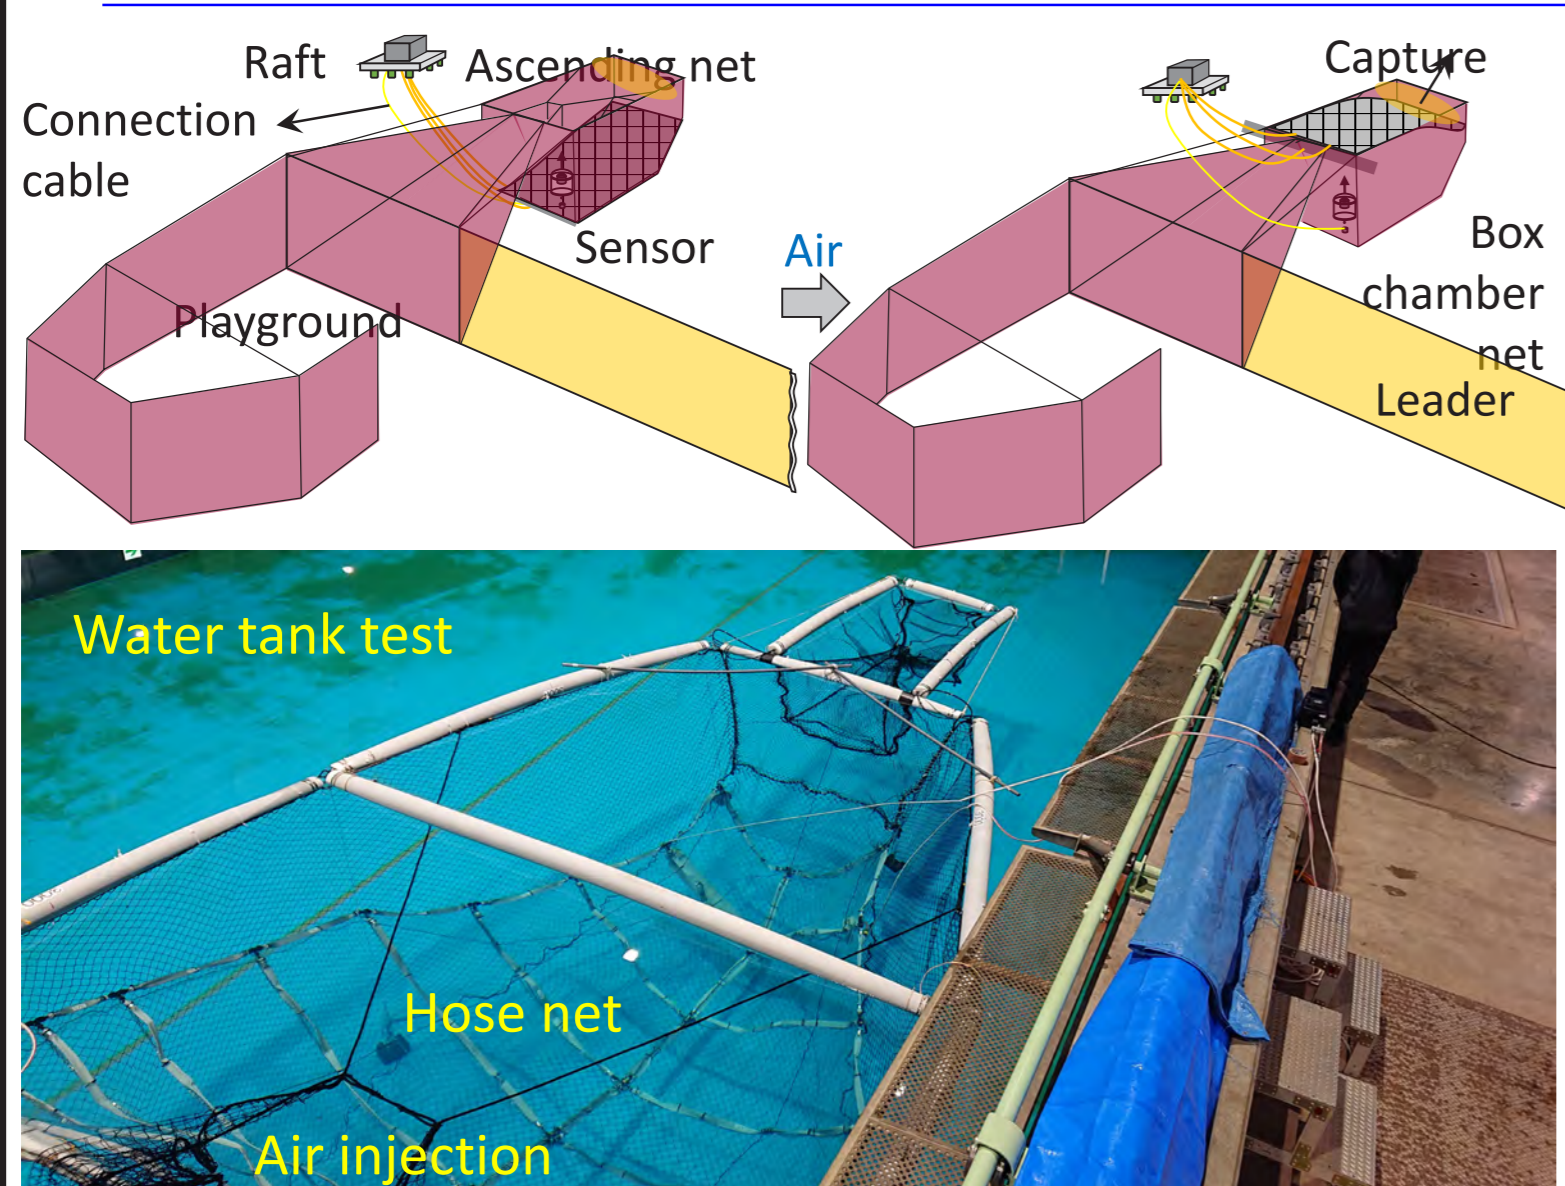 Raft
Ascending net
Connection
cable
Sensor
Playground
Air
Capture
Box
chamber
net
Leader
Water tank test
Hose net
Air injection